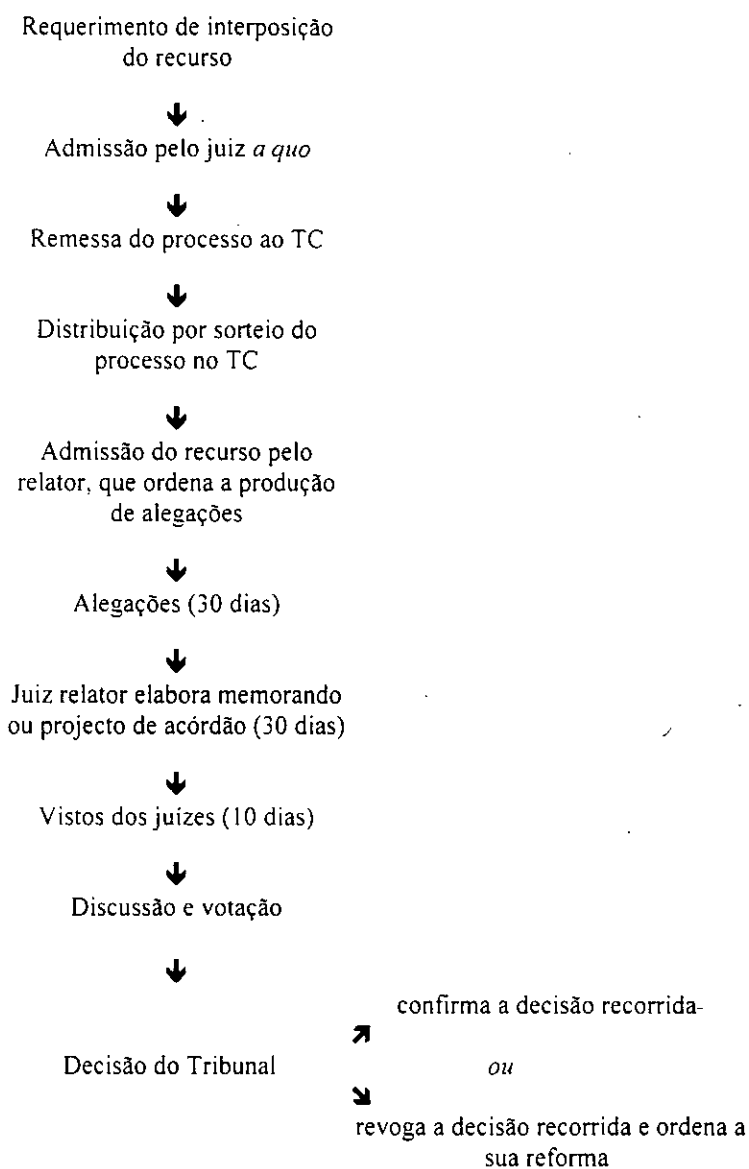 Requerimento de interposição
do recurso
Admissão pelo juiz a quo
Remessa do processo ao TC
Distribuição por sorteio do
processo no TC
Admissão do recurso pelo
relator, que ordena a produção
de alegações
Alegações (30 dias)
Juiz relator elabora memorando
ou projecto de acórdão (30 dias)
Vistos dos juízes (10 dias)
Discussão e votação
confirma a decisão recorrida-
Decisão do Tribunal
ou
revoga a decisão recorrida e ordena a
sua reforma